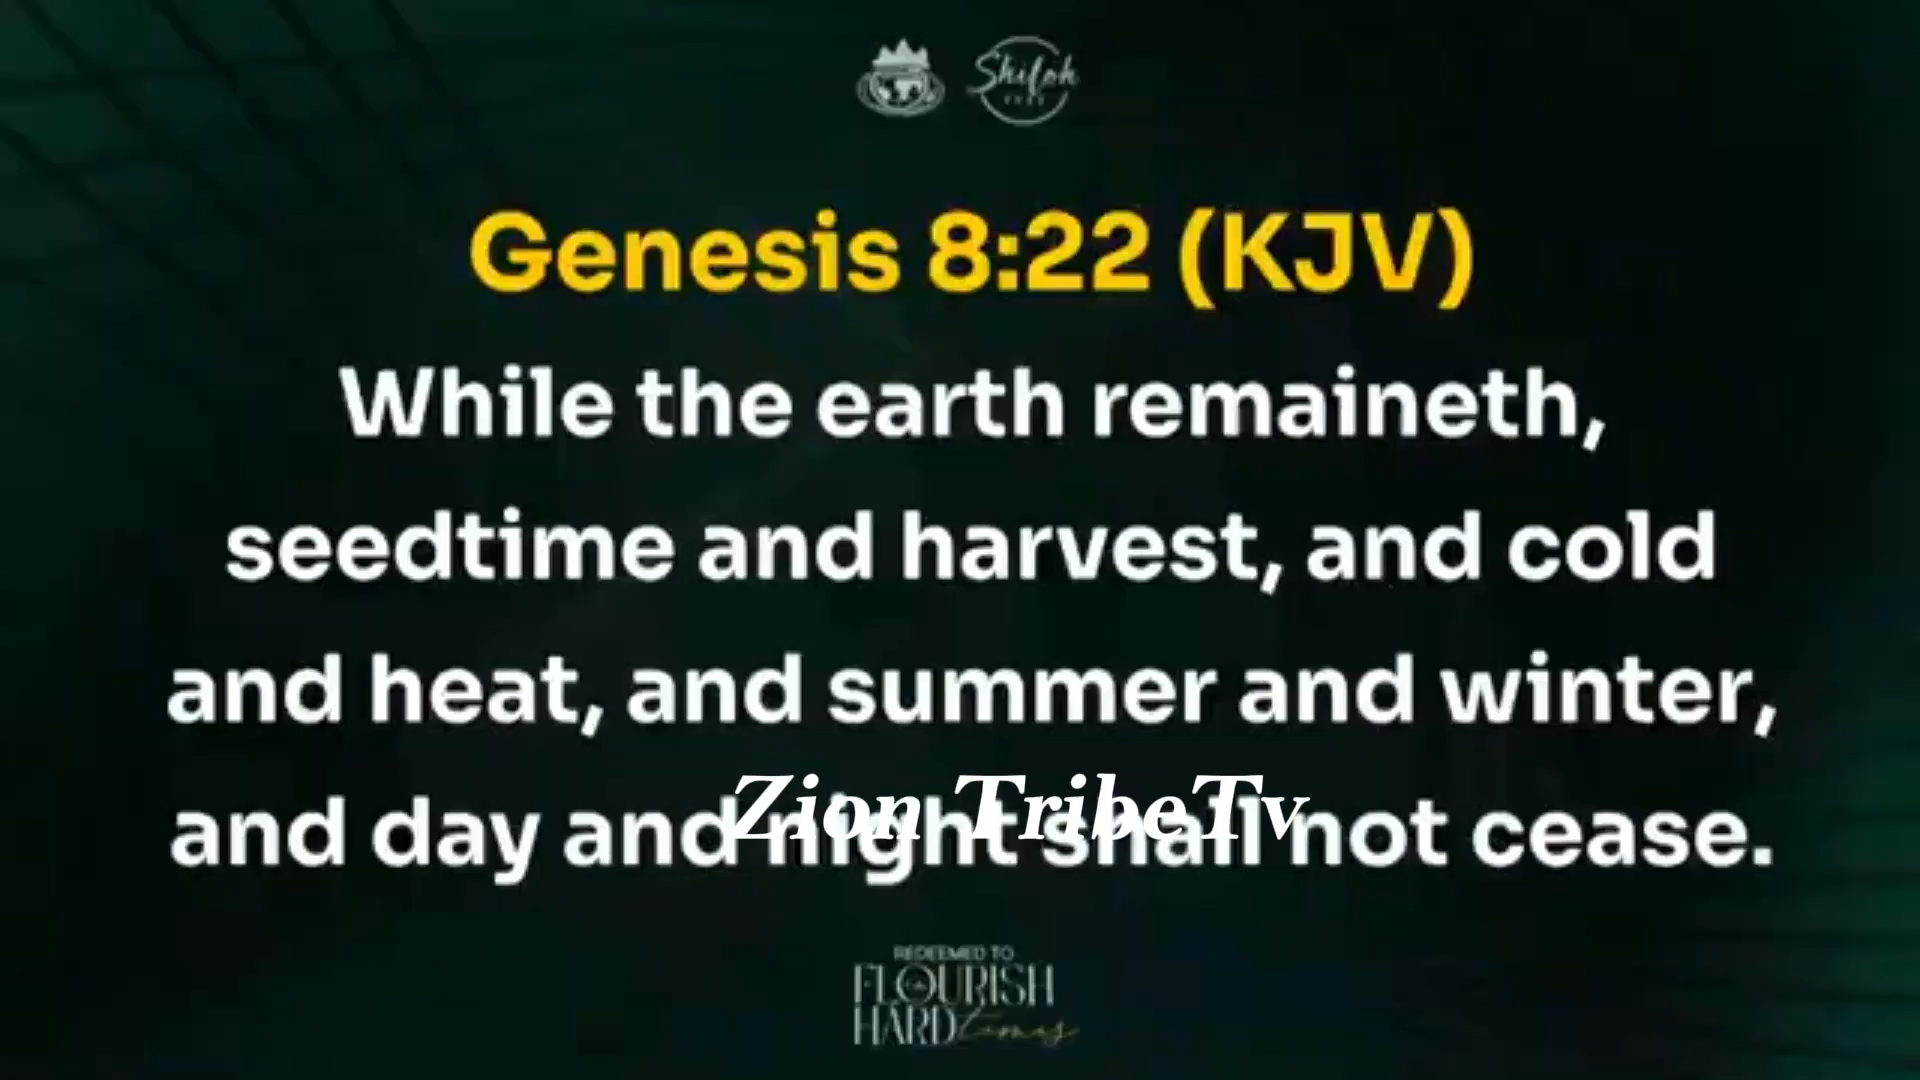 Shiloh
Genesis 8:22 (KJV)
While the earth remaineth,
seedtime and harvest, and cold
and heat, and summer and winter,
and day and night shall not cease.
Zion TribeTv
REDEEMED TO
FLOURISH
HARD times